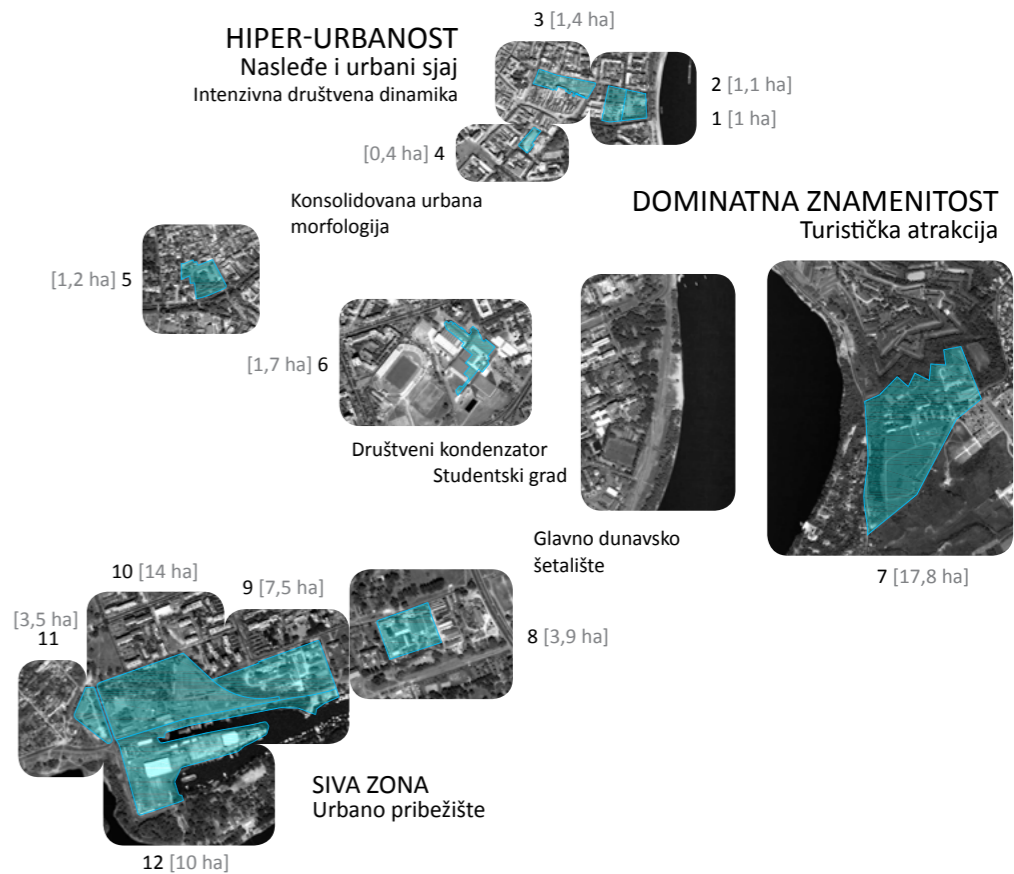 3 [1,4 ha]
HIPER-URBANOST
Nasleđe i urbani sjaj
Intenzivna društvena dinamika
2 [1,1 ha]
1 [1 ha]
[0,4 ha] 4
Konsolidovana urbana
morfologija
DOMINATNA ZNAMENITOST
Turistička atrakcija
[1,2 ha] 5
[1,7 ha] 6
Društveni kondenzator
Studentski grad
Glavno dunavsko
šetalište
7 [17,8 ha]
10 [14 ha]
9 [7,5 ha]
[3,5 ha]
11
8 [3,9 ha]
SIVA ZONA
Urbano pribežište
12 [10 ha]